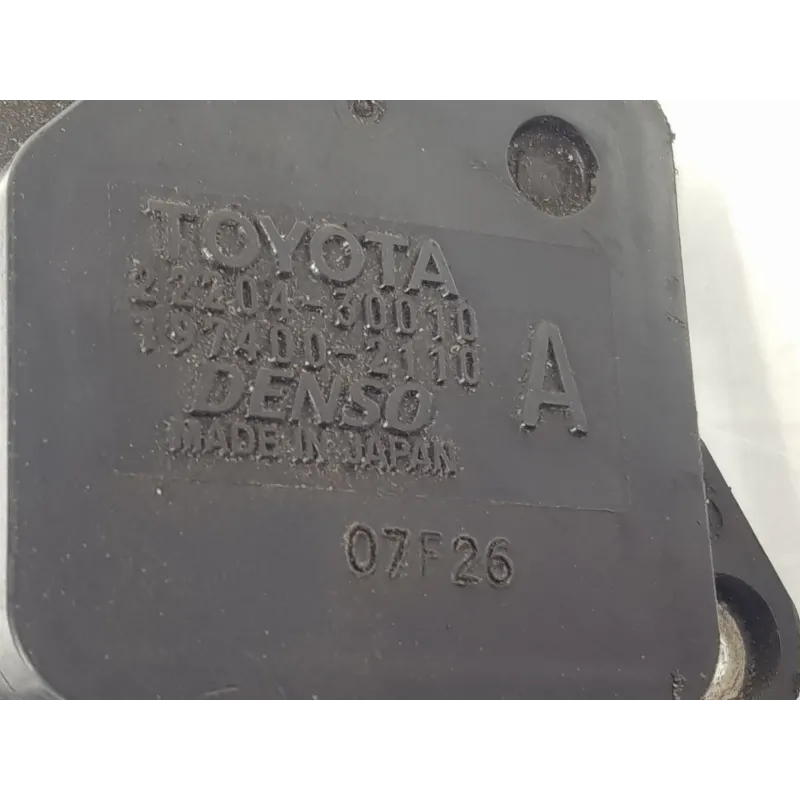 TOYOTA
22204-30010
197400-2110
A
DENSO
MADE IN JAPAN
07F26